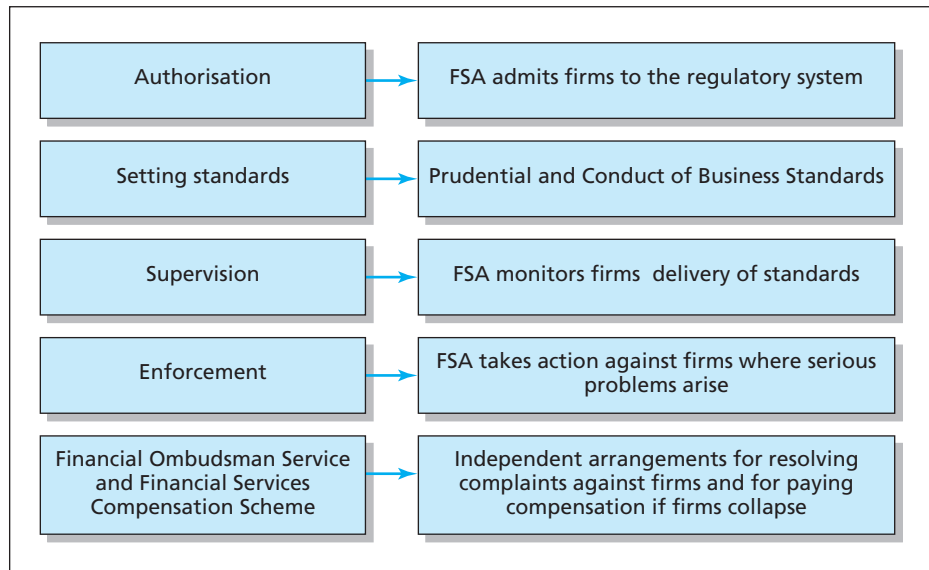 Authorisation
FSA admits firms to the regulatory system
Setting standards
Prudential and Conduct of Business Standards
Supervision
FSA monitors firms delivery of standards
Enforcement
FSA takes action against firms where serious
problems arise
Financial Ombudsman Service
and Financial Services
Compensation Scheme
Independent arrangements for resolving
complaints against firms and for paying
compensation if firms collapse